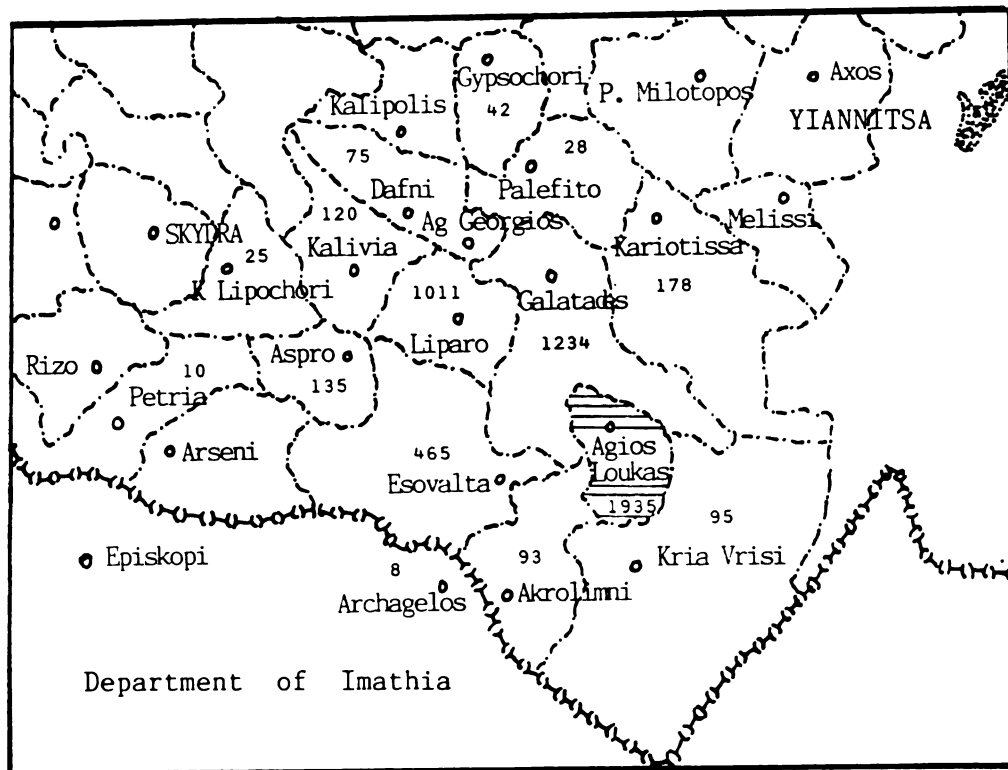 Gypsochori
42
Axos
P. Milotopos
YIANNITSA
Kalipolis
75
28
Dafni
Palefito
120
Ag Georgios
Melissi
SKYDRA
Kariotissa
25
Kalivia
K Lipochori
1011
Galatades
178
Liparo
1234
Rizo
10
Aspro
135
Petria
Arseni
465
Agios
Loukas
Esovalta
1935
95
Episkopi
8
93
Kria Vrisi
Archagelos
Akrolimni
Department of Imathia